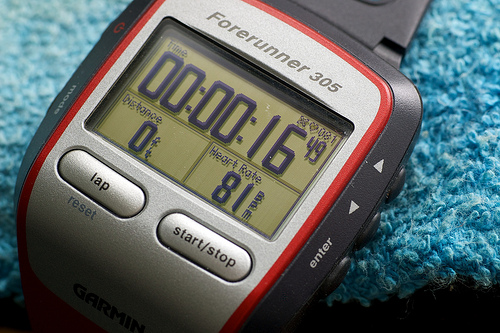 Forerunner 305
Time
00:00:16 49
Distance
Heart Rate
0 ft
81 bpm
lap
reset
start/stop
enter
mode
GARMIN